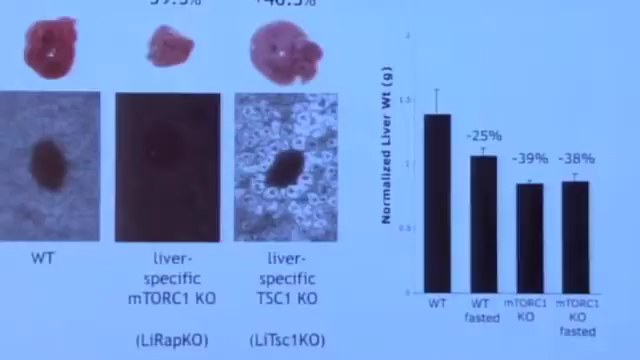 WT
liver-
specific
mTORC1 KO
(LiRapKO)
liver-
specific
TSC1 KO
(LiTsc1KO)
Normalized Liver Wt (g)
2
1.5
1
0.5
0
-25%
-39%
-38%
WT
WT
fasted
mTORC1
KO
mTORC1
KO
fasted